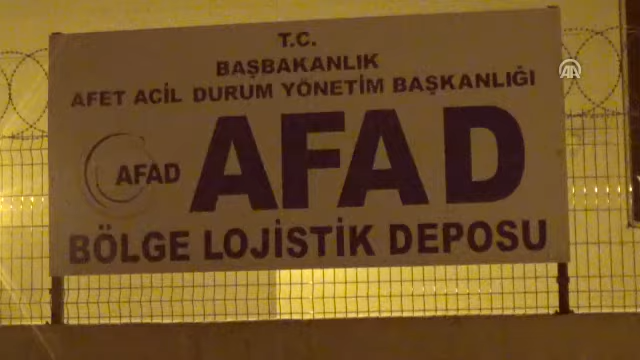 T.C.
BAŞBAKANLIK
AFET ACİL DURUM YÖNETİM BAŞKANLIĞI
AFAD
AFAD
BÖLGE LOJİSTİK DEPOSU